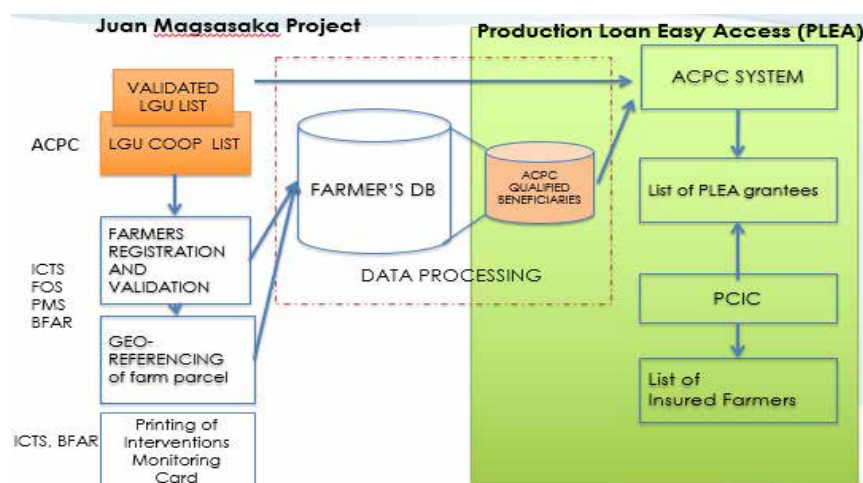 Juan Magsasaka Project
Production Loan Easy Access (PLEA)
VALIDATED
LGU LIST
LGU COOP LIST
ACPC
FARMERS
REGISTRATION
AND
VALIDATION
ICTS
FOS
PMS
BFAR
GEO-
REFERENCING
of farm parcel
ICTS, BFAR
Printing of
Interventions
Monitoring
Card
FARMER'S DB
ACPC
QUALIFIED
BENEFICIARIES
DATA PROCESSING
ACPC SYSTEM
List of PLEA grantees
PCIC
List of
Insured Farmers